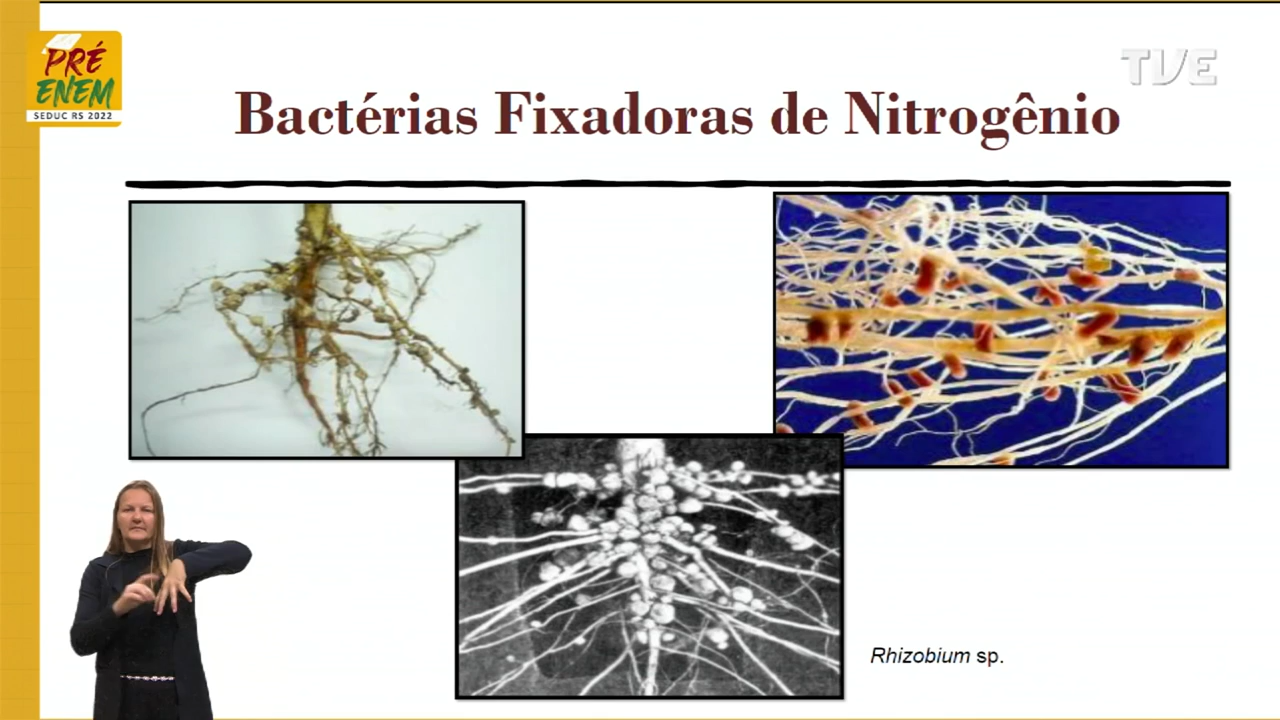 PRÉ
ENEM
SEDUC RS 2022
TVE
Bactérias Fixadoras de Nitrogênio
Rhizobium sp.